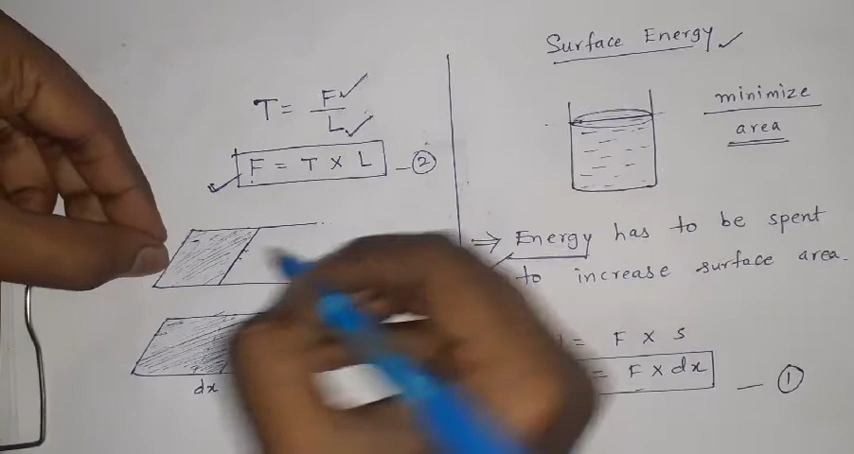 Surface Energy
T = F / L
F = T × L — ②
minimize
area
⇒ Energy has to be spent
to increase surface area.
= F × s
= F × dx — ①
dx